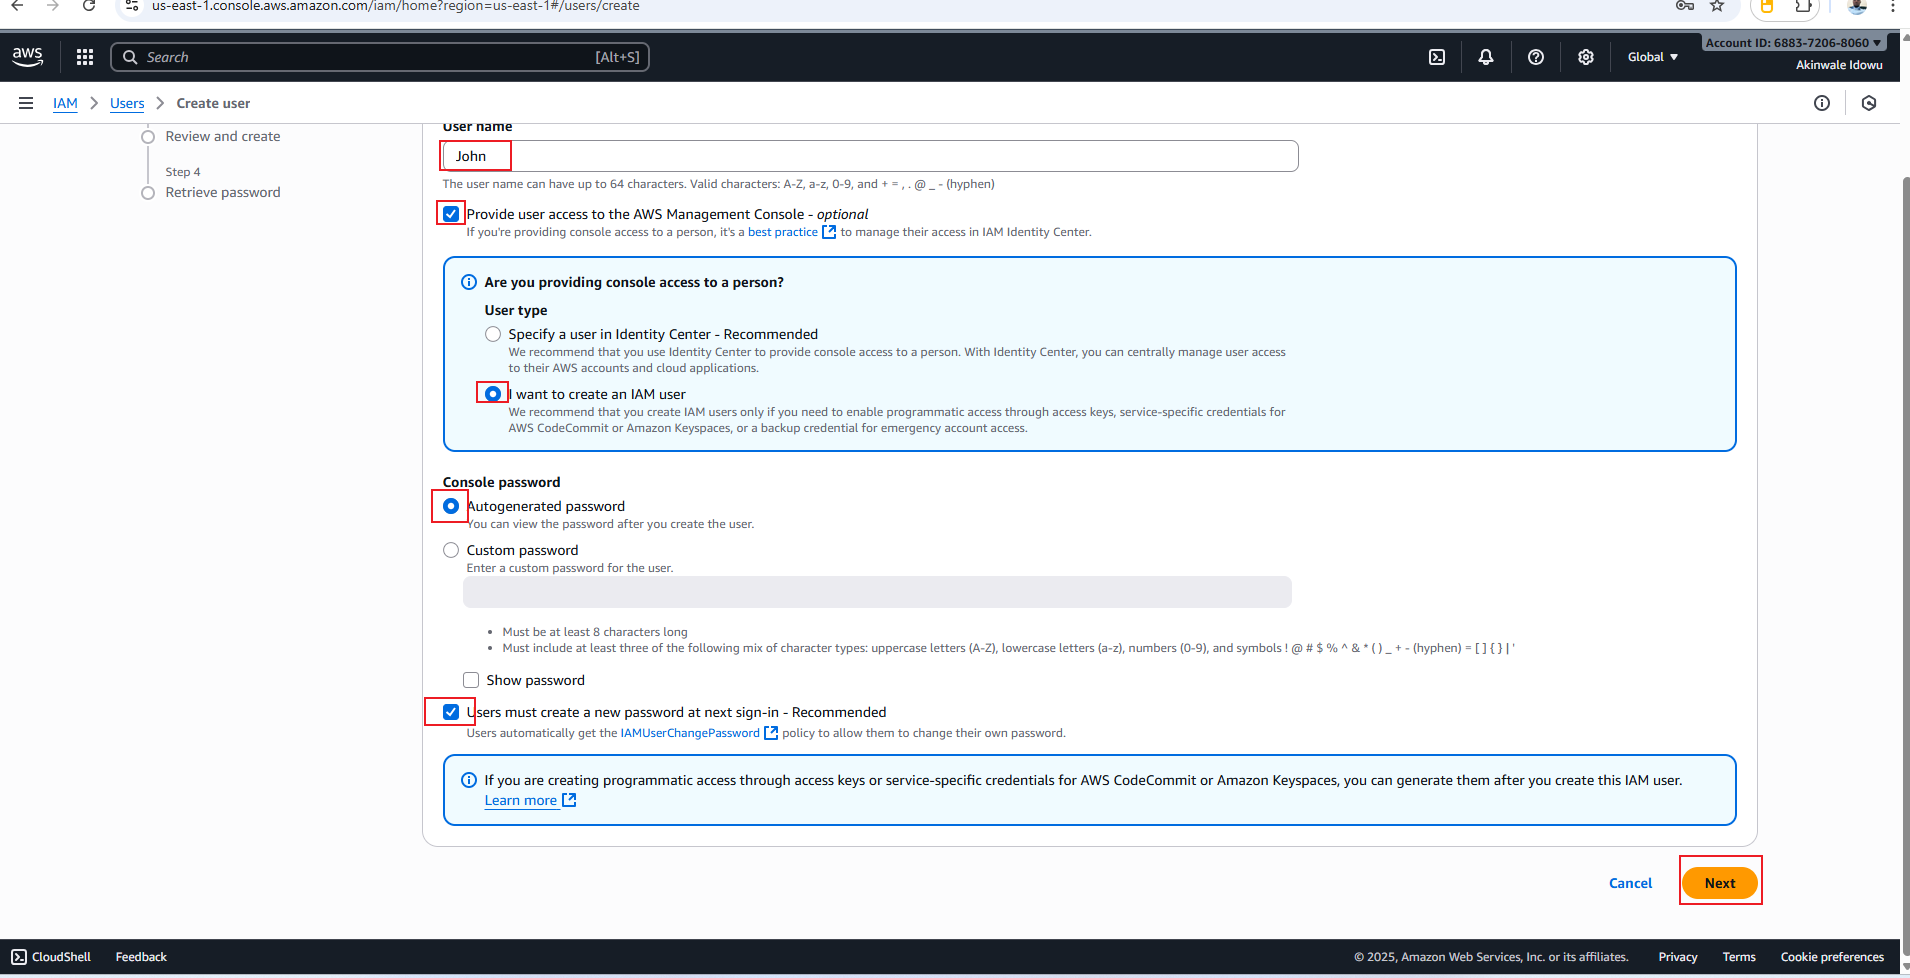 us-east-1.console.aws.amazon.com/iam/home?region=us-east-1#/users/create
aws
Search
[Alt+S]
Global
Account ID: 6883-7206-8060
Akinwale Idowu
IAM
Users
Create user
Review and create
Step 4
Retrieve password
User name
John
The user name can have up to 64 characters. Valid characters: A-Z, a-z, 0-9, and + = , . @ _ - (hyphen)
Provide user access to the AWS Management Console - optional
If you're providing console access to a person, it's a best practice to manage their access in IAM Identity Center.
Are you providing console access to a person?
User type
Specify a user in Identity Center - Recommended
We recommend that you use Identity Center to provide console access to a person. With Identity Center, you can centrally manage user access
to their AWS accounts and cloud applications.
I want to create an IAM user
We recommend that you create IAM users only if you need to enable programmatic access through access keys, service-specific credentials for
AWS CodeCommit or Amazon Keyspaces, or a backup credential for emergency account access.
Console password
Autogenerated password
You can view the password after you create the user.
Custom password
Enter a custom password for the user.
• Must be at least 8 characters long
• Must include at least three of the following mix of character types: uppercase letters (A-Z), lowercase letters (a-z), numbers (0-9), and symbols ! @ # $ % ^ & * ( ) _ + - (hyphen) = [ ] { } | '
Show password
Users must create a new password at next sign-in - Recommended
Users automatically get the IAMUserChangePassword policy to allow them to change their own password.
If you are creating programmatic access through access keys or service-specific credentials for AWS CodeCommit or Amazon Keyspaces, you can generate them after you create this IAM user.
Learn more
Cancel
Next
CloudShell
Feedback
© 2025, Amazon Web Services, Inc. or its affiliates.
Privacy
Terms
Cookie preferences